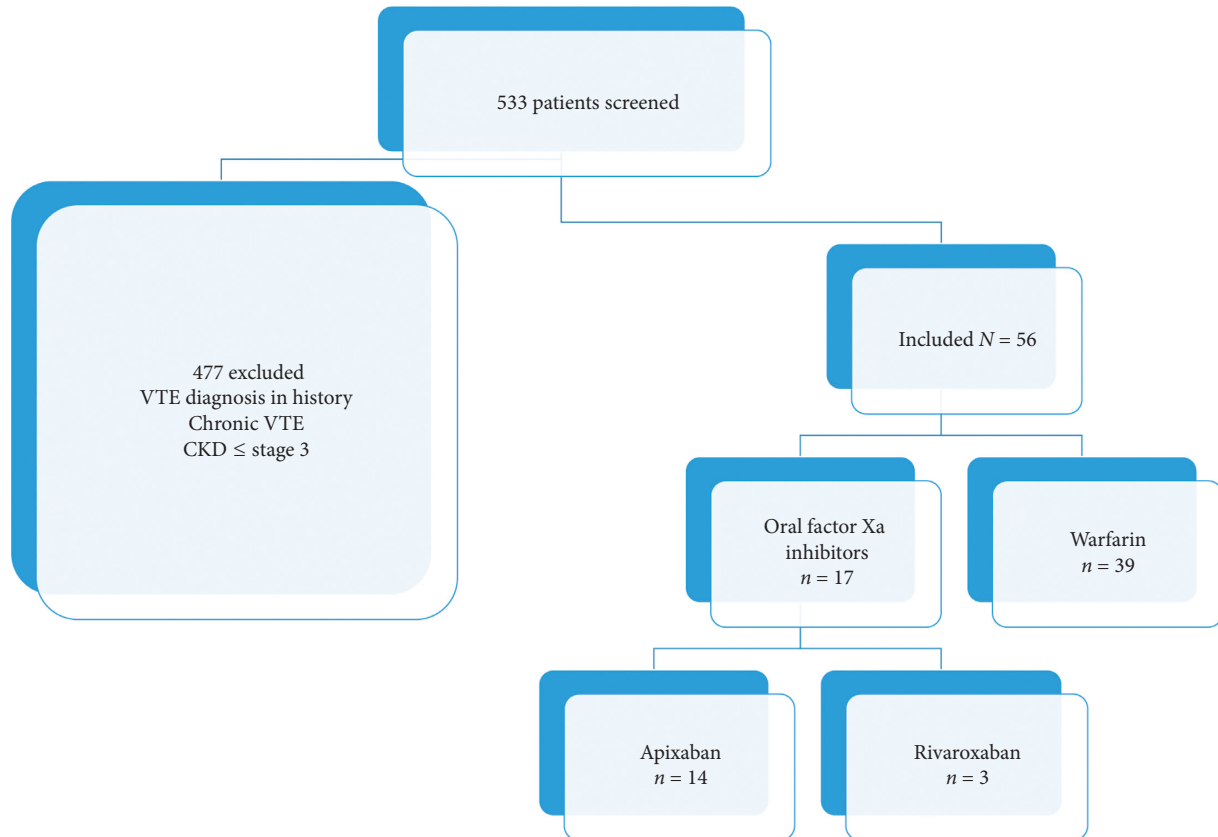 533 patients screened
477 excluded
VTE diagnosis in history
Chronic VTE
CKD ≤ stage 3
Included N = 56
Oral factor Xa
inhibitors
n = 17
Warfarin
n = 39
Apixaban
n = 14
Rivaroxaban
n = 3